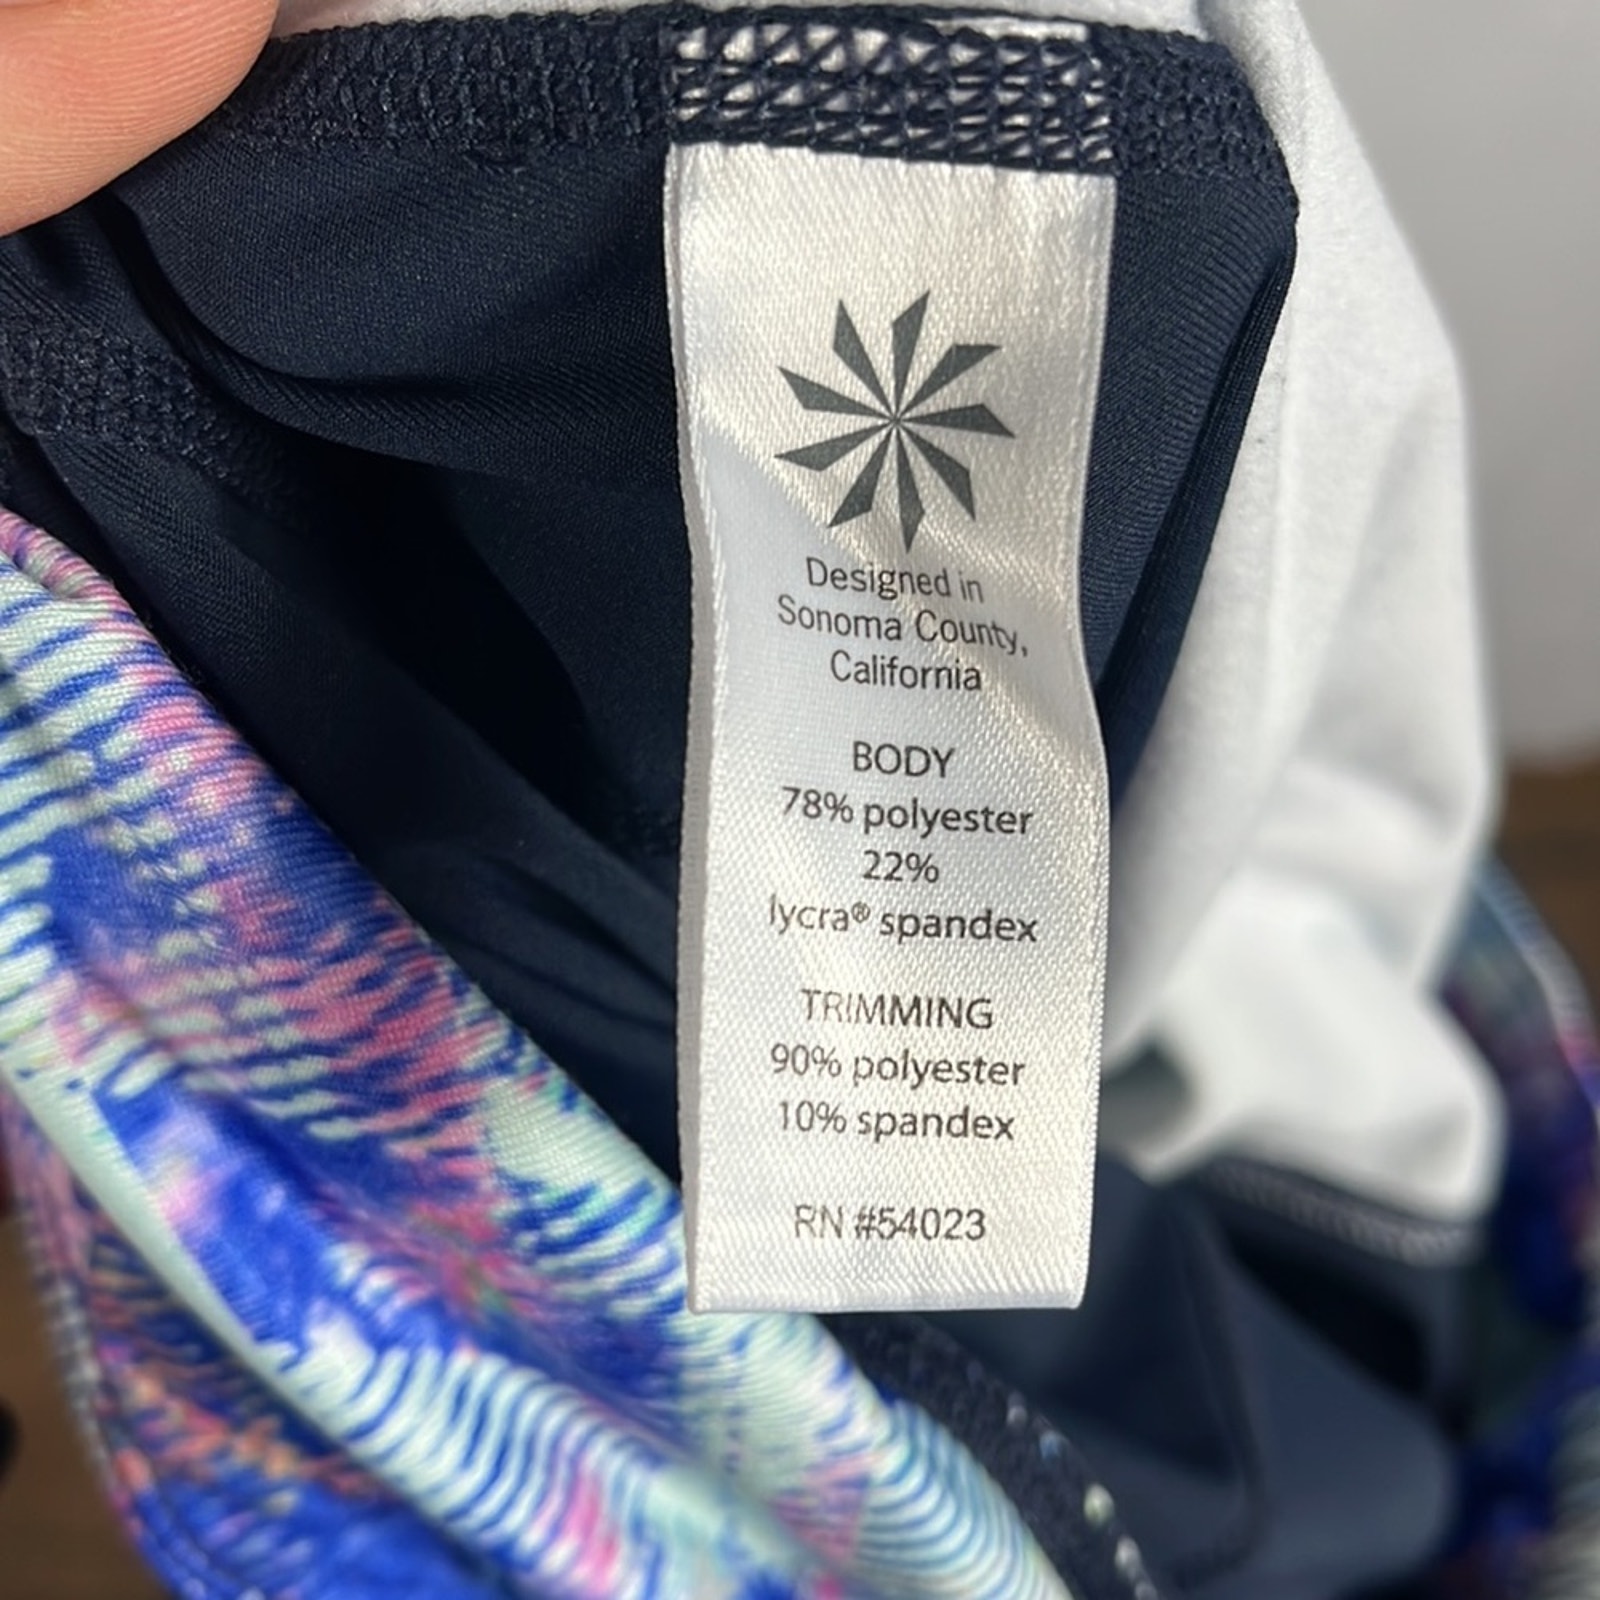 Designed in
Sonoma County,
California
BODY
78% polyester
22%
lycra® spandex
TRIMMING
90% polyester
10% spandex
RN #54023